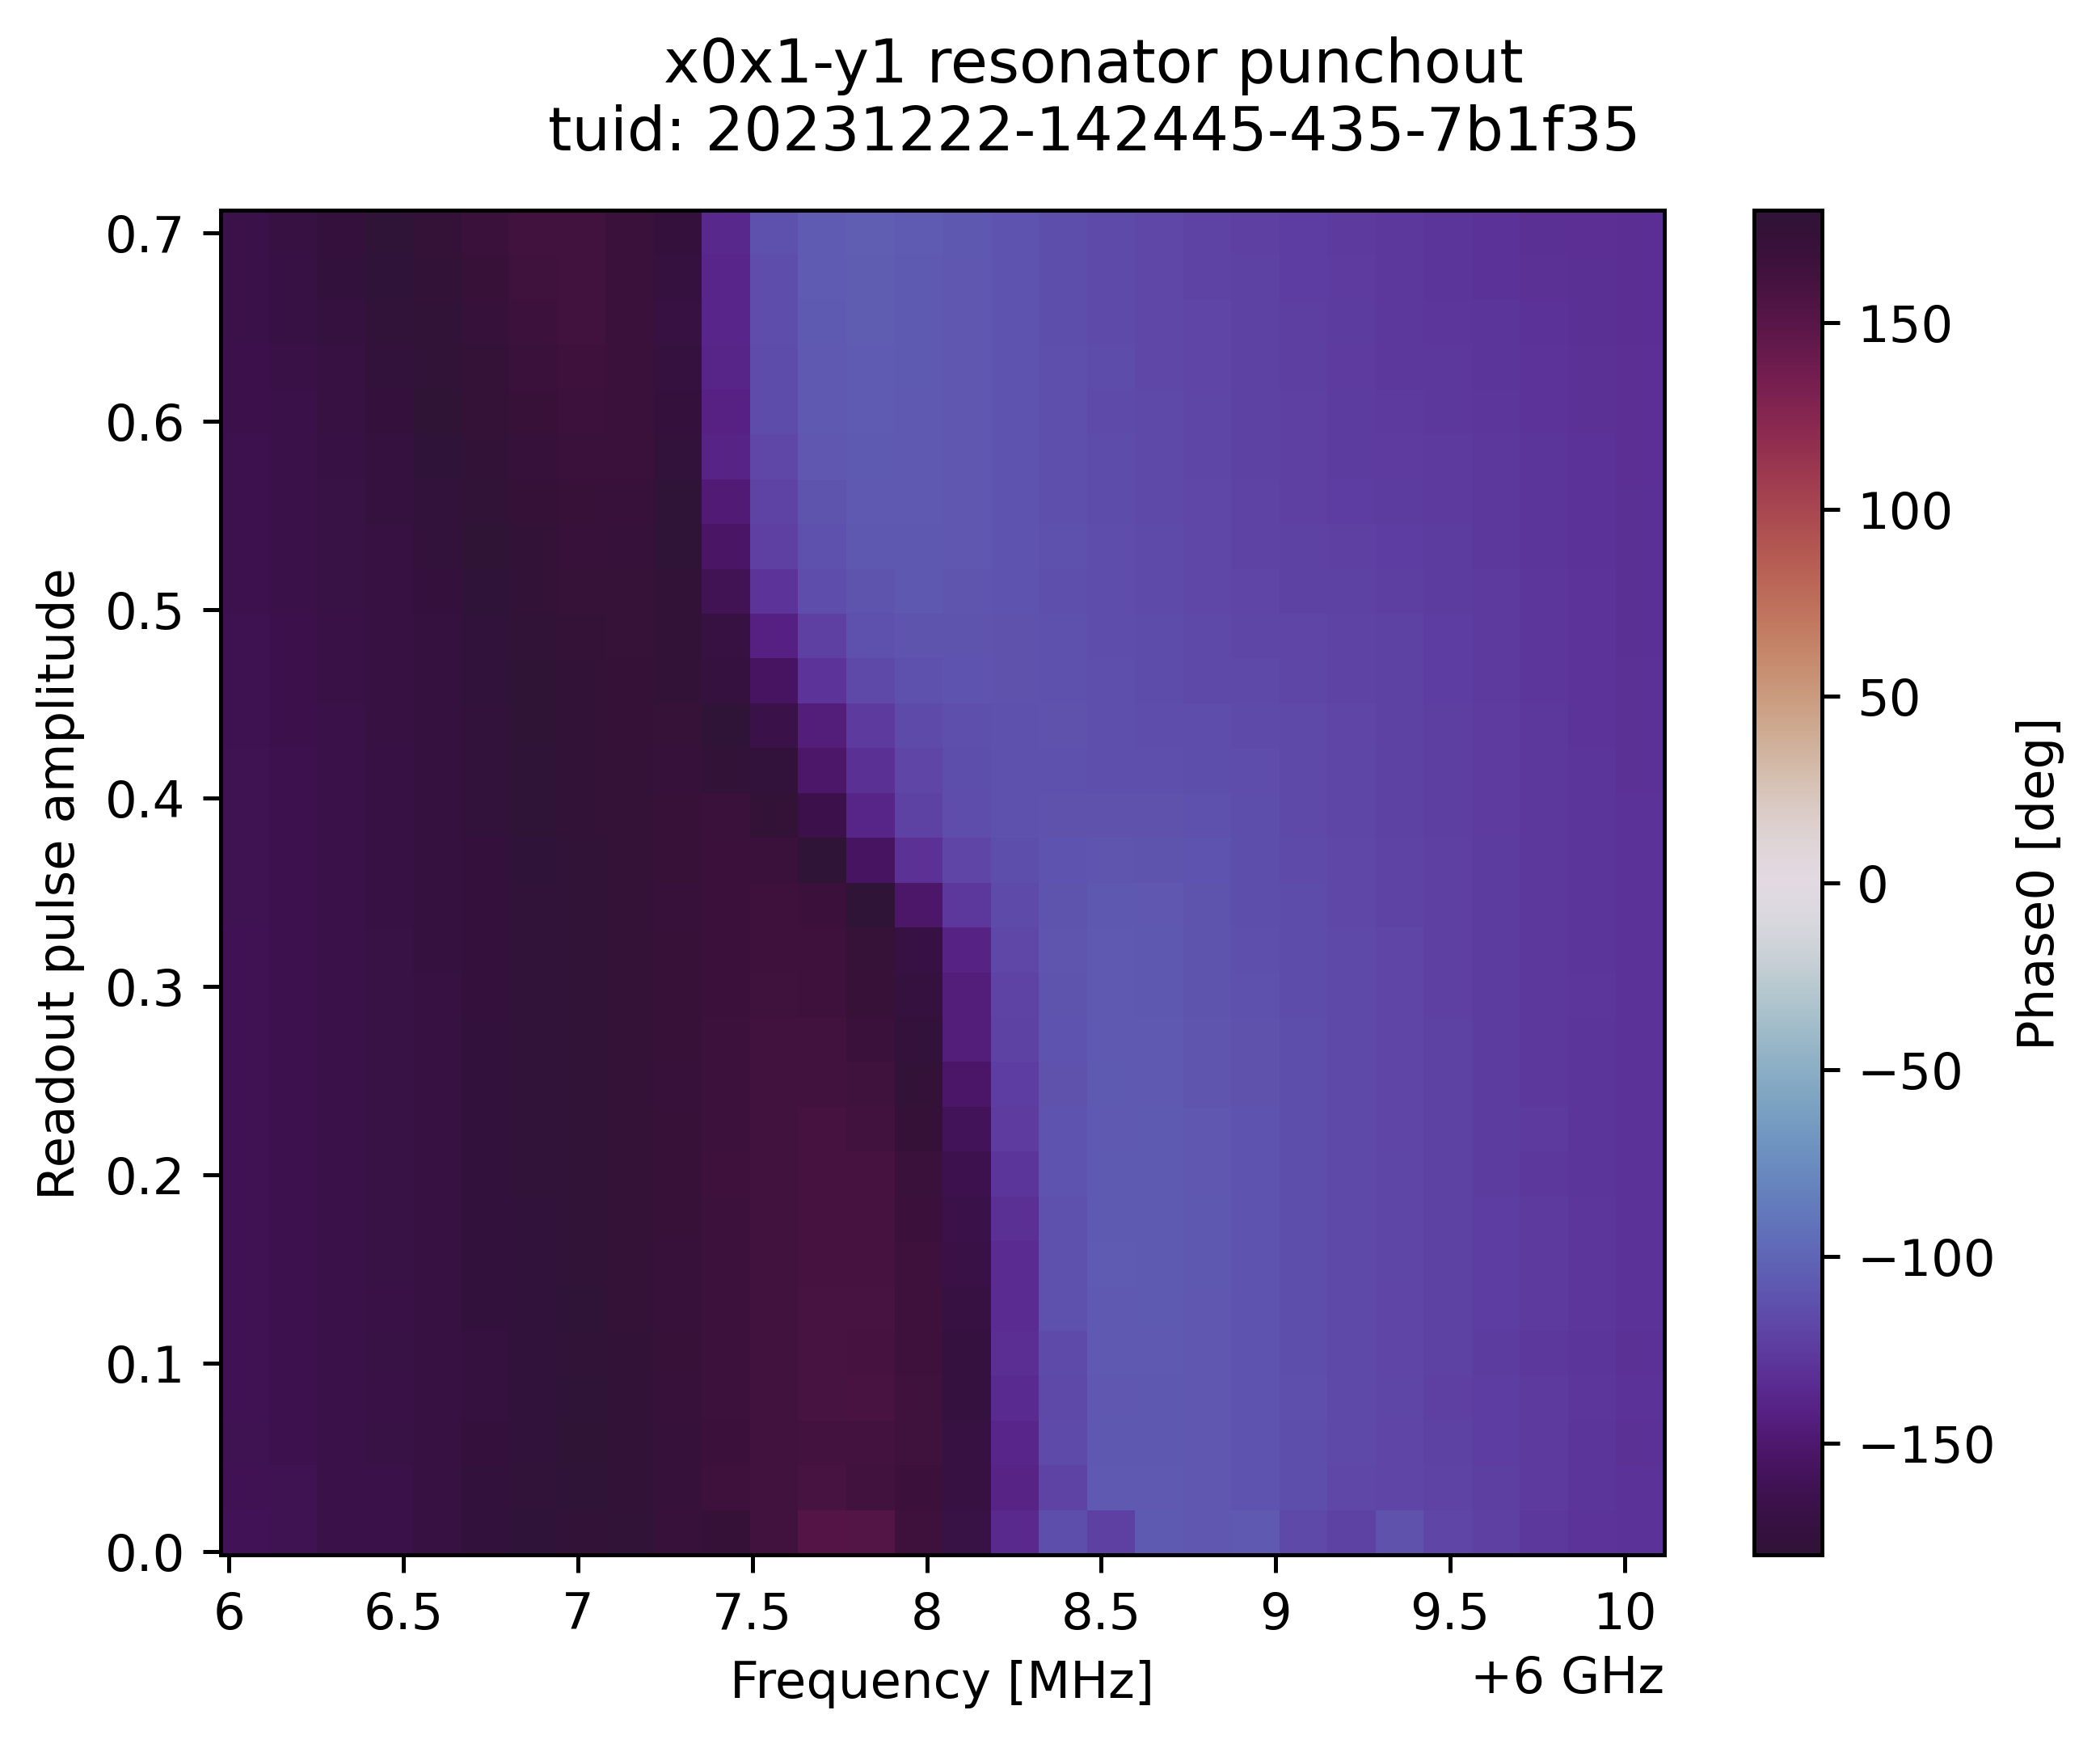 x0x1-y1 resonator punchout
tuid: 20231222-142445-435-7b1f35
0.7
0.6
0.5
0.4
0.3
0.2
0.1
0.0
Readout pulse amplitude
6 6.5 7 7.5 8 8.5 9 9.5 10
Frequency [MHz]
+6 GHz
150
100
50
0
−50
−100
−150
Phase0 [deg]